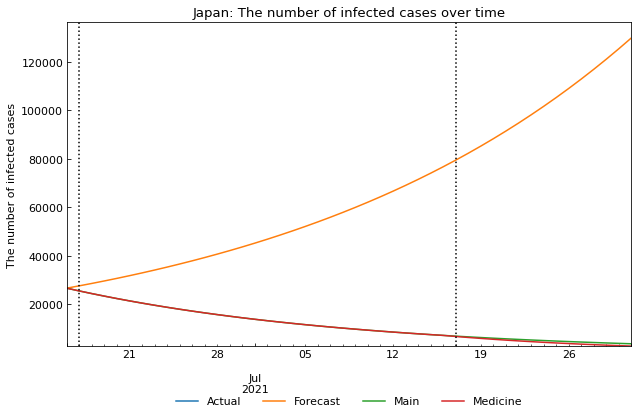 Japan: The number of infected cases over time
The number of infected cases
120000
100000
80000
60000
40000
20000
21 28 05 12 19 26
Jul
2021
Actual Forecast Main Medicine